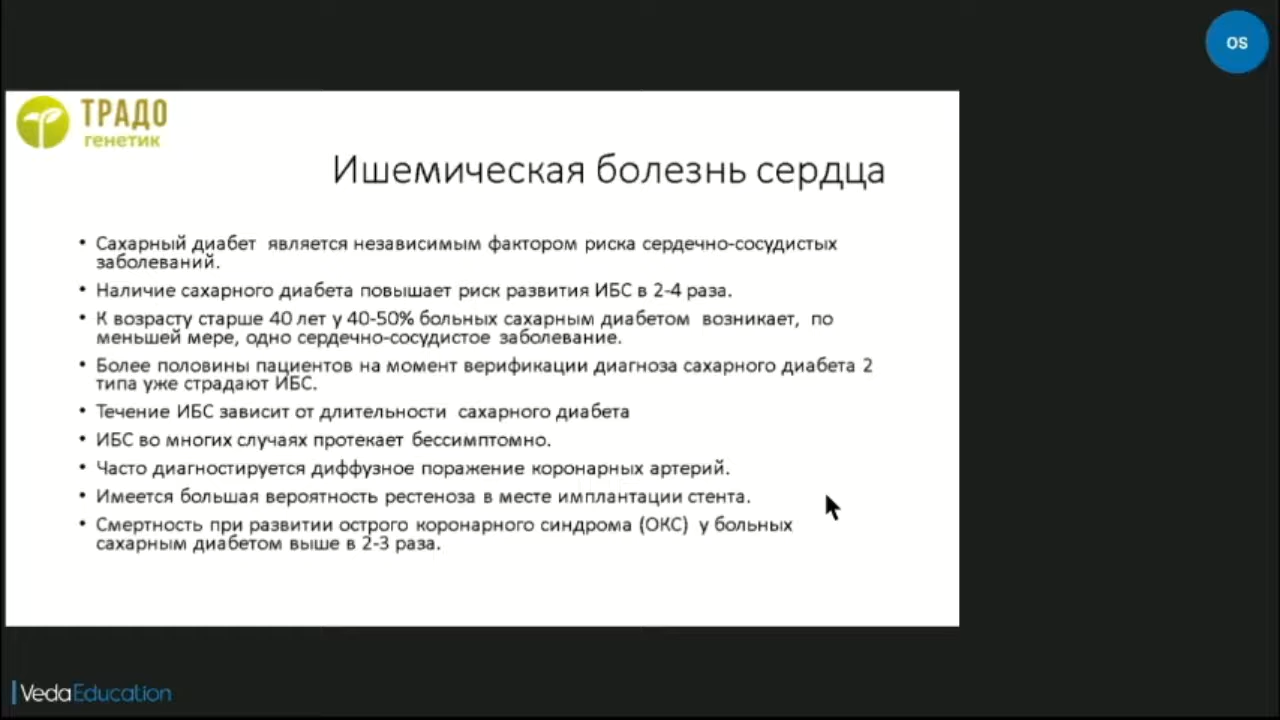 OS
ТРАДО
генетик
Ишемическая болезнь сердца
• Сахарный диабет является независимым фактором риска сердечно-сосудистых
заболеваний.
• Наличие сахарного диабета повышает риск развития ИБС в 2-4 раза.
• К возрасту старше 40 лет у 40-50% больных сахарным диабетом возникает, по
меньшей мере, одно сердечно-сосудистое заболевание.
• Более половины пациентов на момент верификации диагноза сахарного диабета 2
типа уже страдают ИБС.
• Течение ИБС зависит от длительности сахарного диабета
• ИБС во многих случаях протекает бессимптомно.
• Часто диагностируется диффузное поражение коронарных артерий.
• Имеется большая вероятность рестеноза в месте имплантации стента.
• Смертность при развитии острого коронарного синдрома (ОКС) у больных
сахарным диабетом выше в 2-3 раза.
VedaEducation